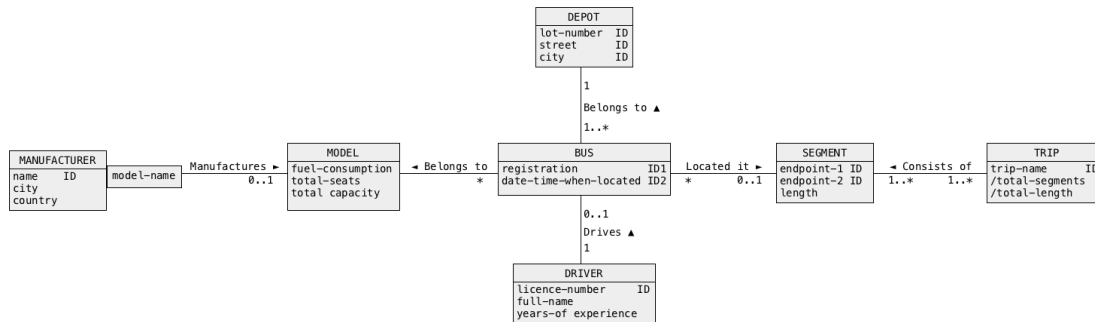 DEPOT
lot-number ID
street ID
city ID
1
Belongs to ▲
1..*
MANUFACTURER
name ID
city
country
model-name
Manufactures ►
0..1
MODEL
fuel-consumption
total-seats
total capacity
◄ Belongs to
*
BUS
registration ID1
date-time-when-located ID2
Located it ►
* 0..1
SEGMENT
endpoint-1 ID
endpoint-2 ID
length
◄ Consists of
1..* 1..*
TRIP
trip-name ID
/total-segments
/total-length
0..1
Drives ▲
1
DRIVER
licence-number ID
full-name
years-of experience